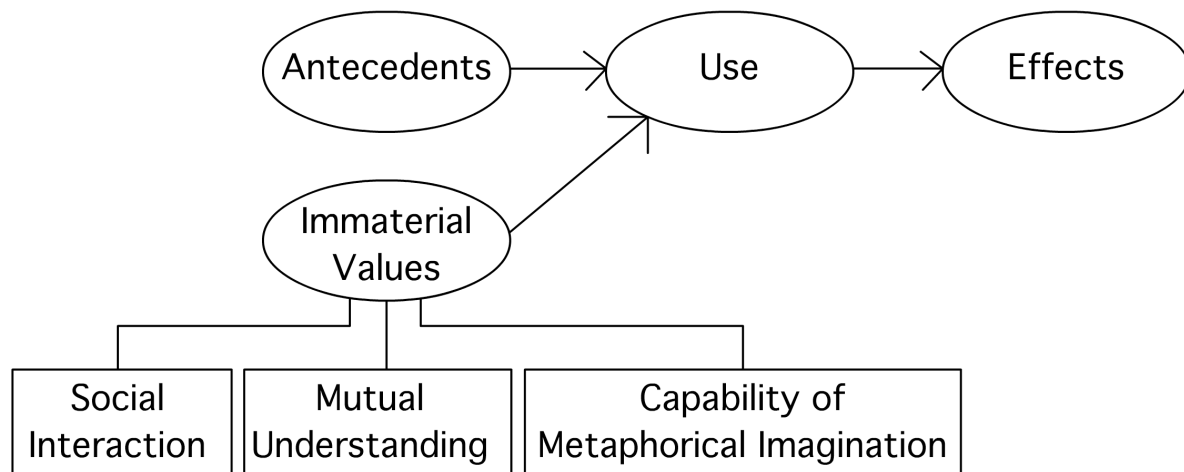 Antecedents
Use
Effects
Immaterial
Values
Social
Interaction
Mutual
Understanding
Capability of
Metaphorical Imagination